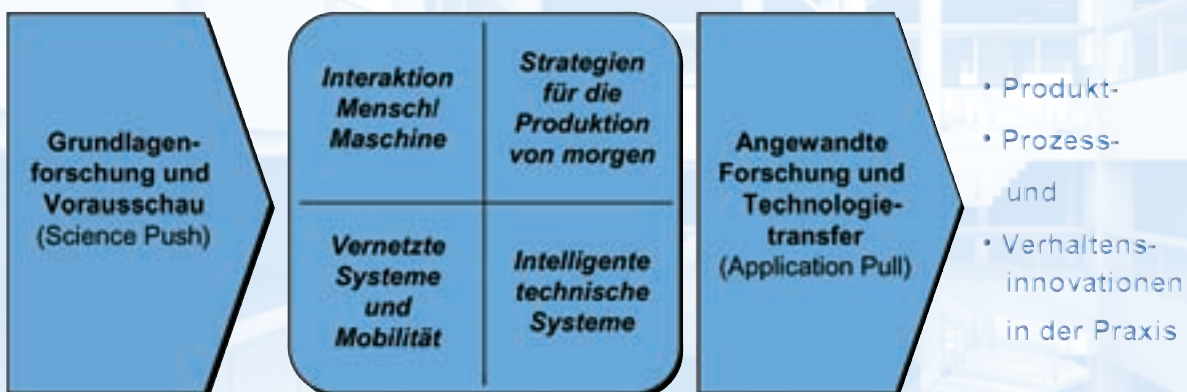 Grundlagen-
forschung und
Vorausschau
(Science Push)
Interaktion
Mensch/
Maschine
Strategien
für die
Produktion
von morgen
Vernetzte
Systeme
und
Mobilität
Intelligente
technische
Systeme
Angewandte
Forschung und
Technologie-
transfer
(Application Pull)
• Produkt-
• Prozess-
und
• Verhaltens-
innovationen
in der Praxis